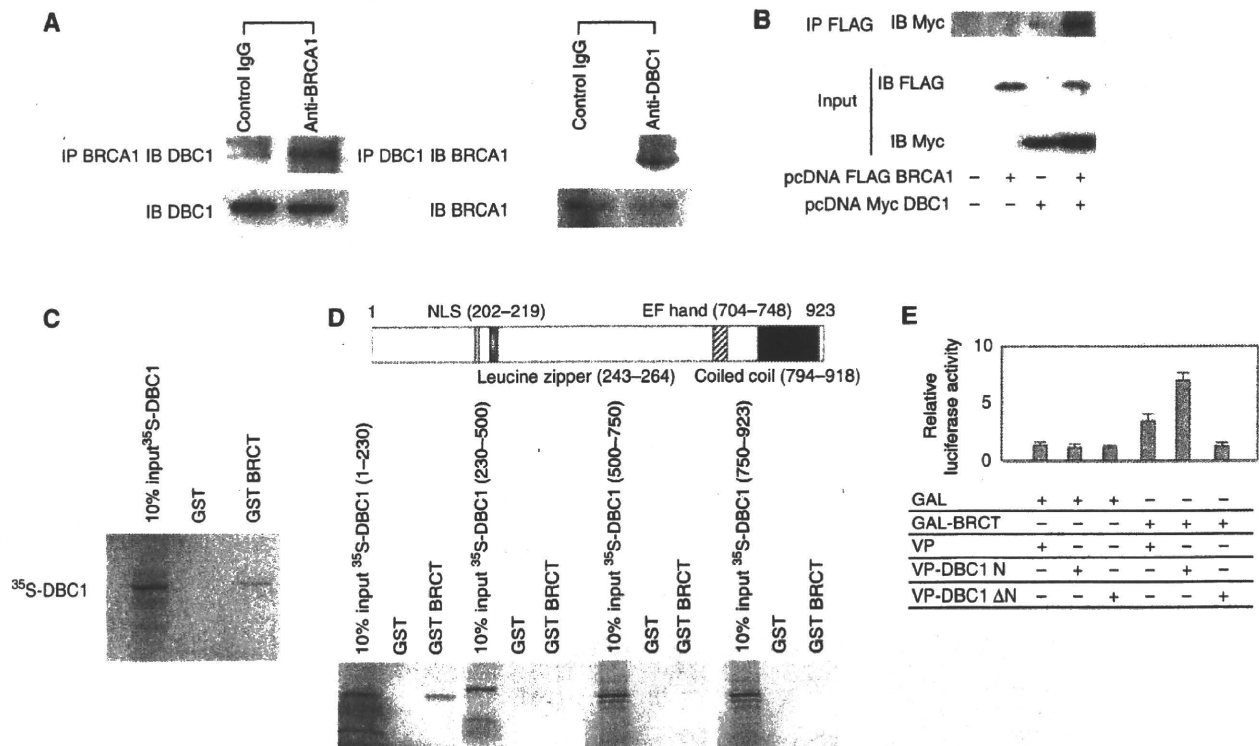 A
Control IgG
Anti-BRCA1
IP BRCA1 IB DBC1
IB DBC1
Control IgG
Anti-DBC1
IP DBC1 IB BRCA1
IB BRCA1
B
IP FLAG IB Myc
Input
IB FLAG
IB Myc
pcDNA FLAG BRCA1 – + – +
pcDNA Myc DBC1 – – + +
C
10% input ³⁵S-DBC1
GST
GST BRCT
³⁵S-DBC1
D
1 NLS (202–219) EF hand (704–748) 923
Leucine zipper (243–264) Coiled coil (794–918)
10% input ³⁵S-DBC1 (1–230)
GST
GST BRCT
10% input ³⁵S-DBC1 (230–500)
GST
GST BRCT
10% input ³⁵S-DBC1 (500–750)
GST
GST BRCT
10% input ³⁵S-DBC1 (750–923)
GST
GST BRCT
E
Relative
luciferase activity
10
5
0
GAL + + + – – –
GAL-BRCT – – – + + +
VP + – – + – –
VP-DBC1 N – + – – + –
VP-DBC1 ΔN – – + – – +